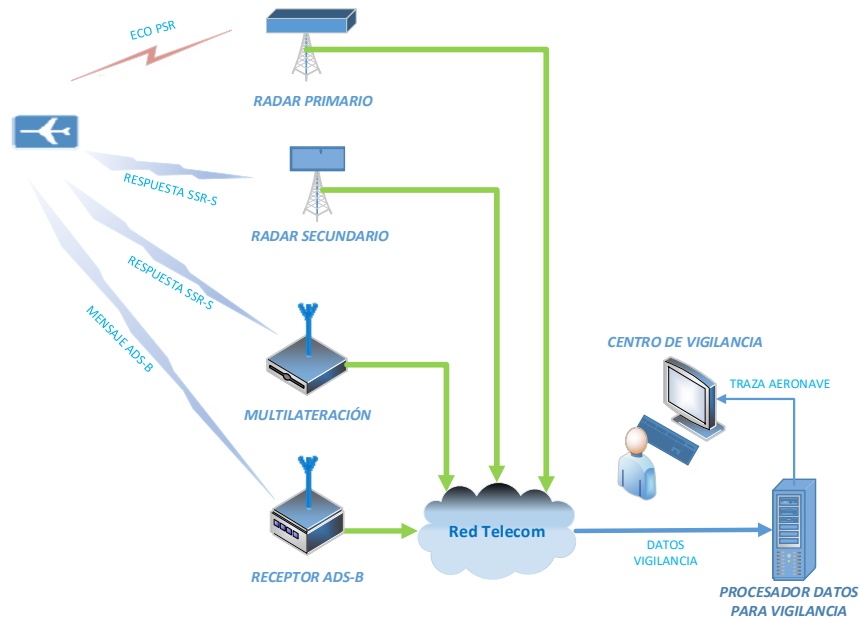 ECO PSR
RADAR PRIMARIO
RESPUESTA SSR-S
RADAR SECUNDARIO
RESPUESTA SSR-S
MENSAJE ADS-B
CENTRO DE VIGILANCIA
TRAZA AERONAVE
MULTILATERACIÓN
Red Telecom
DATOS
VIGILANCIA
RECEPTOR ADS-B
PROCESADOR DATOS
PARA VIGILANCIA